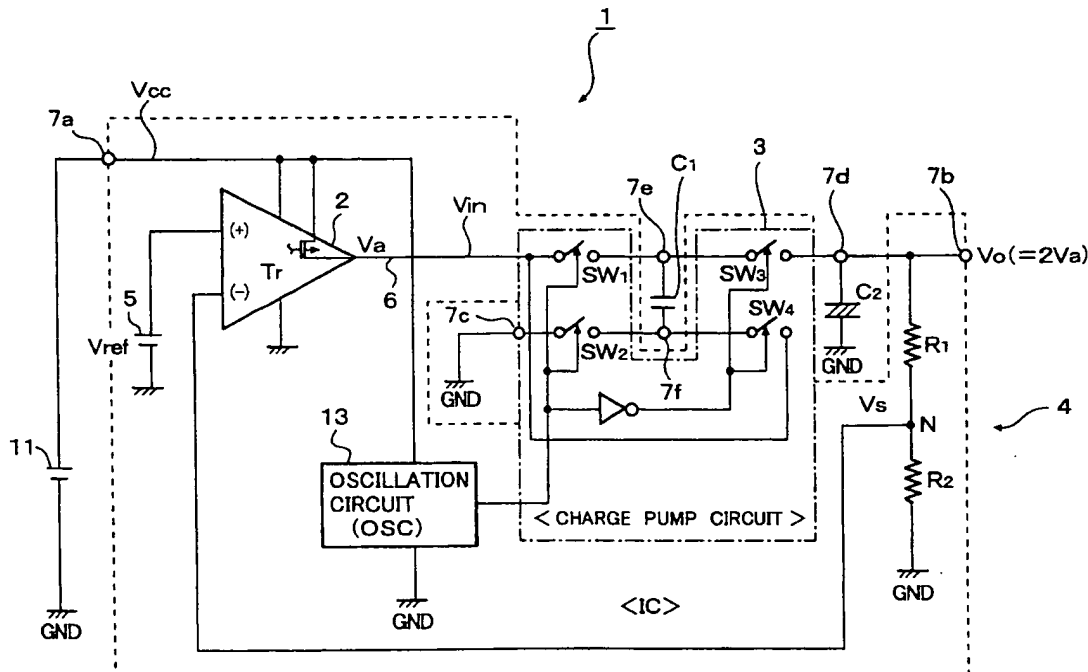 1
Vcc
7a
2
(+)
Va
Tr
(-)
6
Vin
5
Vref
7e
C1
3
7d
7b
Vo(=2Va)
SW1
SW3
7c
SW2
SW4
7f
C2
GND
R1
GND
Vs
N
4
R2
11
13
OSCILLATION
CIRCUIT
(OSC)
< CHARGE PUMP CIRCUIT >
GND
GND
GND
<IC>